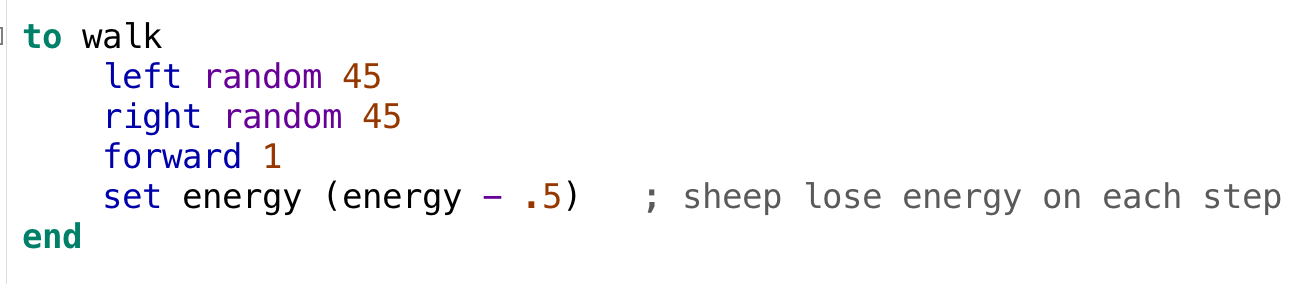 to walk
left random 45
right random 45
forward 1
set energy (energy - .5) ; sheep lose energy on each step
end